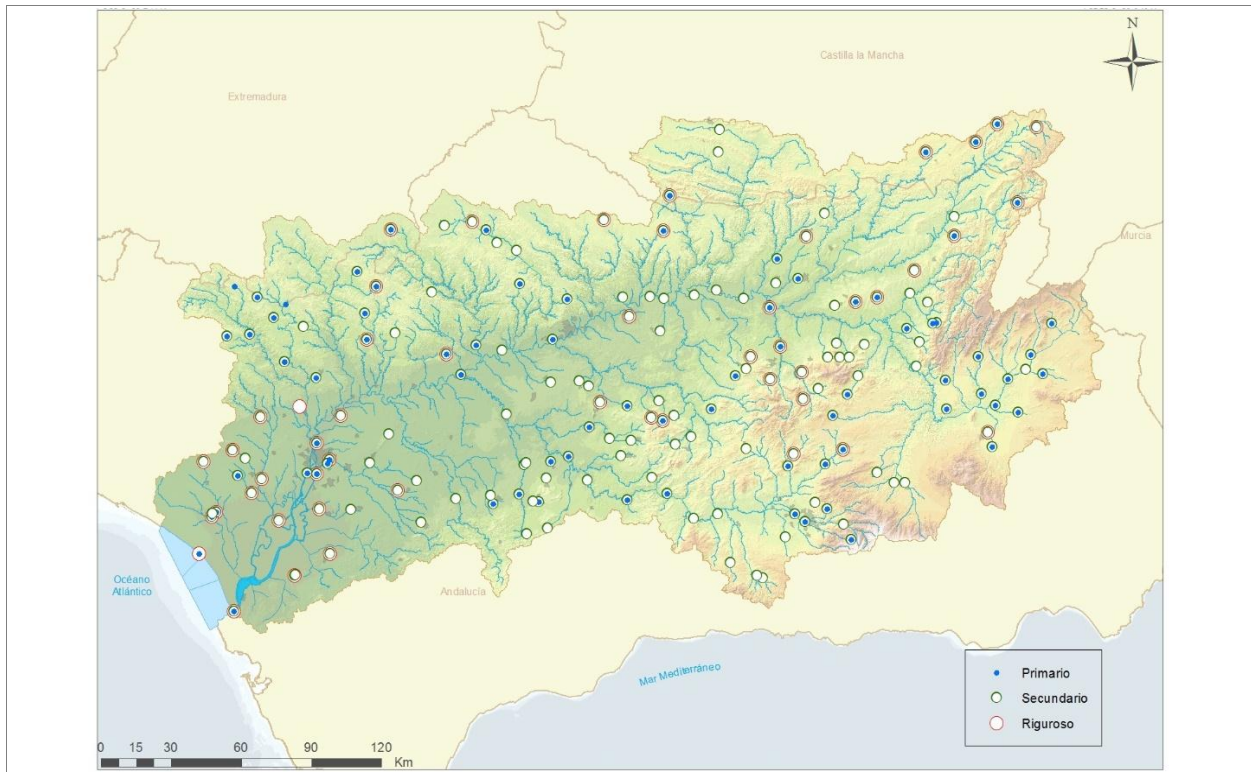 N
Castilla la Mancha
Extremadura
Murcia
Océano
Atlántico
Andalucía
Mar Mediterráneo
Primario
Secundario
Riguroso
0 15 30 60 90 120
Km